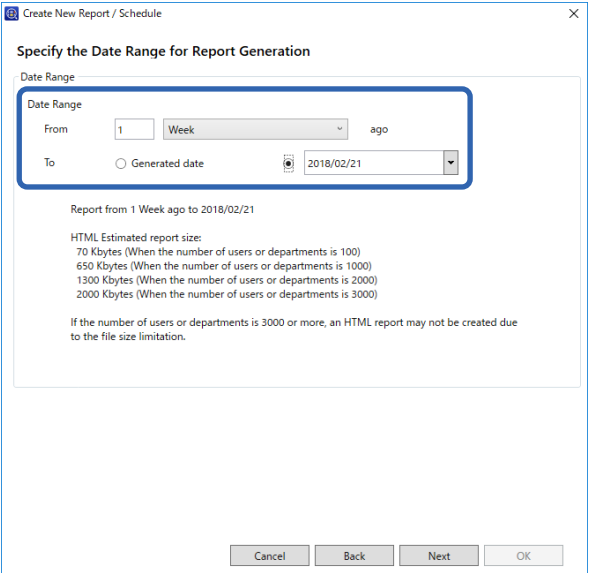 Create New Report / Schedule
Specify the Date Range for Report Generation
Date Range
Date Range
From 1 Week ago
To Generated date 2018/02/21
Report from 1 Week ago to 2018/02/21
HTML Estimated report size:
70 Kbytes (When the number of users or departments is 100)
650 Kbytes (When the number of users or departments is 1000)
1300 Kbytes (When the number of users or departments is 2000)
2000 Kbytes (When the number of users or departments is 3000)
If the number of users or departments is 3000 or more, an HTML report may not be created due
to the file size limitation.
Cancel Back Next OK